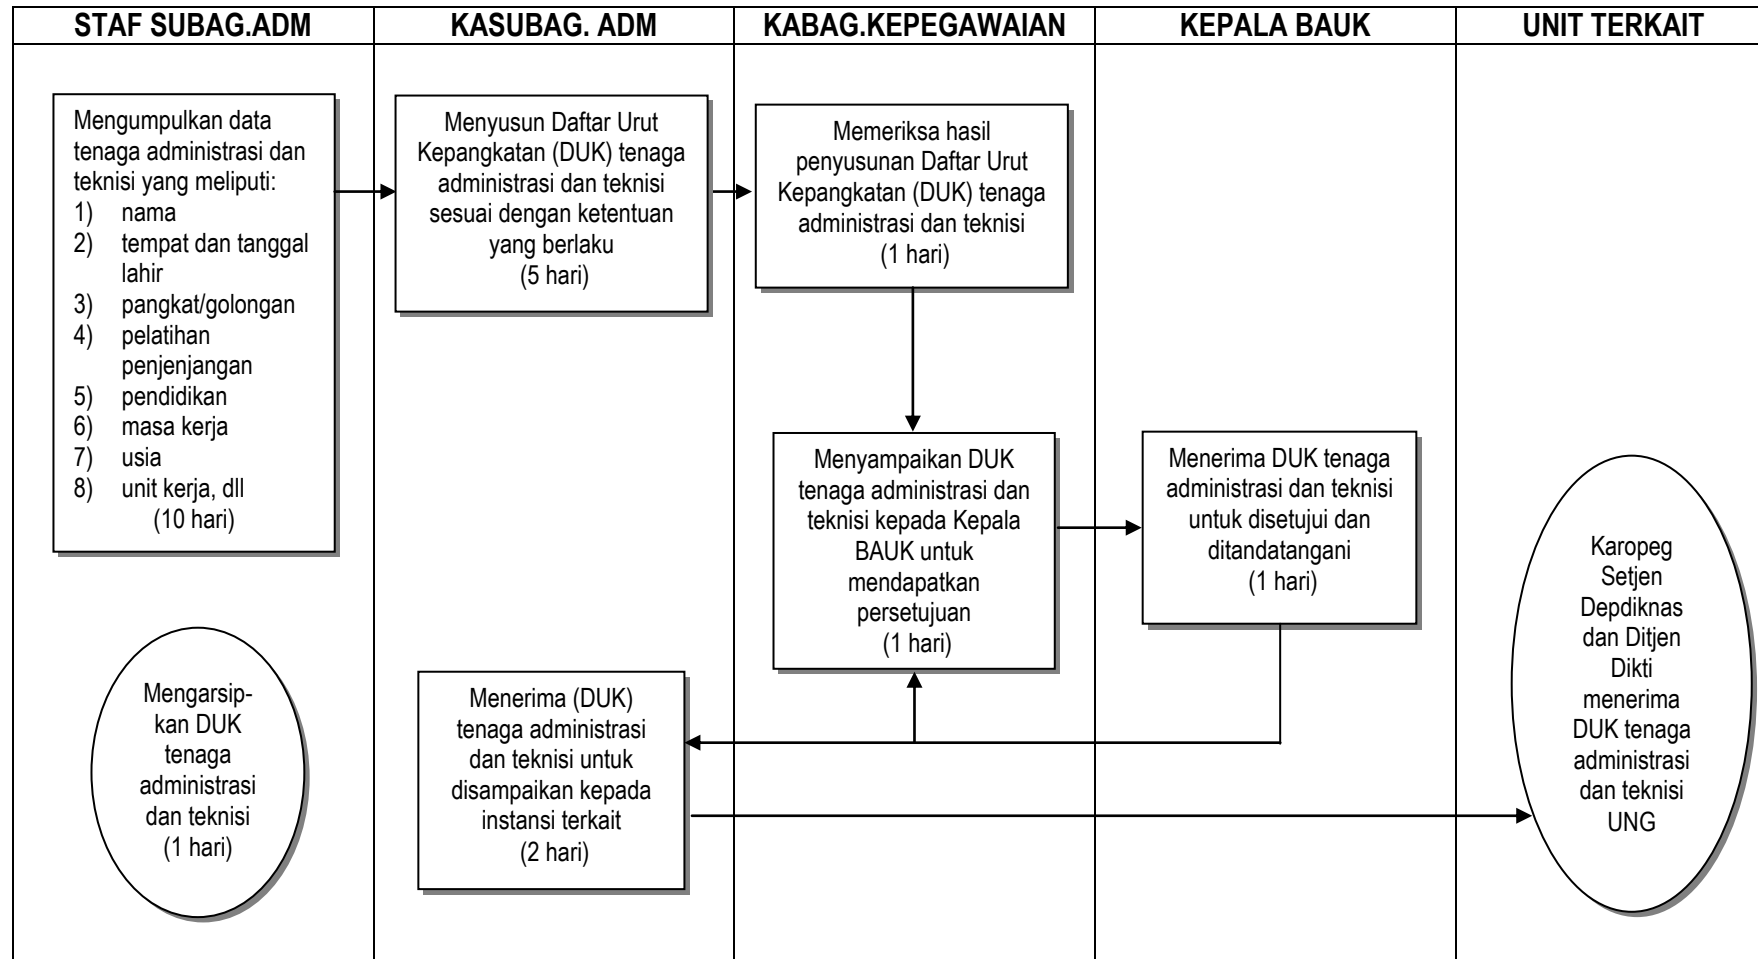 STAF SUBAG.ADM
KASUBAG. ADM
KABAG.KEPEGAWAIAN
KEPALA BAUK
UNIT TERKAIT
Mengumpulkan data
tenaga administrasi dan
teknisi yang meliputi:
1) nama
2) tempat dan tanggal
lahir
3) pangkat/golongan
4) pelatihan
penjenjangan
5) pendidikan
6) masa kerja
7) usia
8) unit kerja, dll
(10 hari)
Menyusun Daftar Urut
Kepangkatan (DUK) tenaga
administrasi dan teknisi
sesuai dengan ketentuan
yang berlaku
(5 hari)
Memeriksa hasil
penyusunan Daftar Urut
Kepangkatan (DUK) tenaga
administrasi dan teknisi
(1 hari)
Menyampaikan DUK
tenaga administrasi dan
teknisi kepada Kepala
BAUK untuk
mendapatkan
persetujuan
(1 hari)
Menerima DUK tenaga
administrasi dan teknisi
untuk disetujui dan
ditandatangani
(1 hari)
Karopeg
Setjen
Depdiknas
dan Ditjen
Dikti
menerima
DUK tenaga
administrasi
dan teknisi
UNG
Menerima (DUK)
tenaga administrasi
dan teknisi untuk
disampaikan kepada
instansi terkait
(2 hari)
Mengarsip-
kan DUK
tenaga
administrasi
dan teknisi
(1 hari)